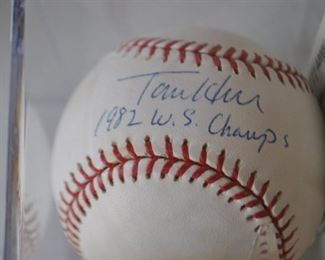 Tom Herr
1982 W.S. Champs